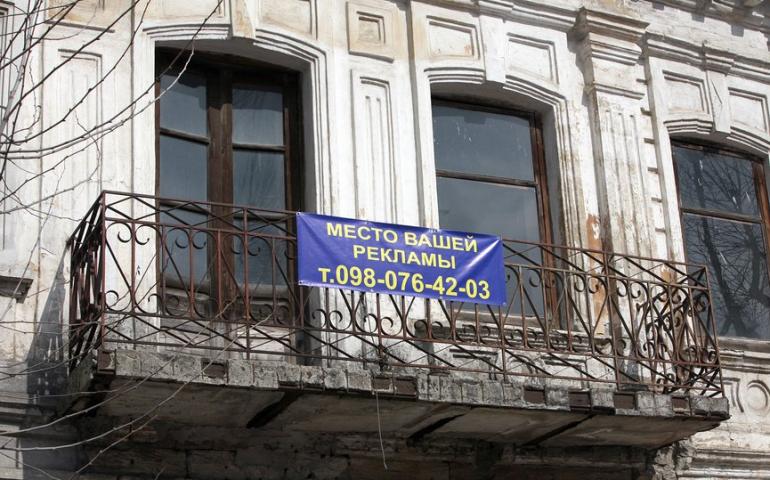 МЕСТО ВАШЕЙ
РЕКЛАМЫ
т.098-076-42-03